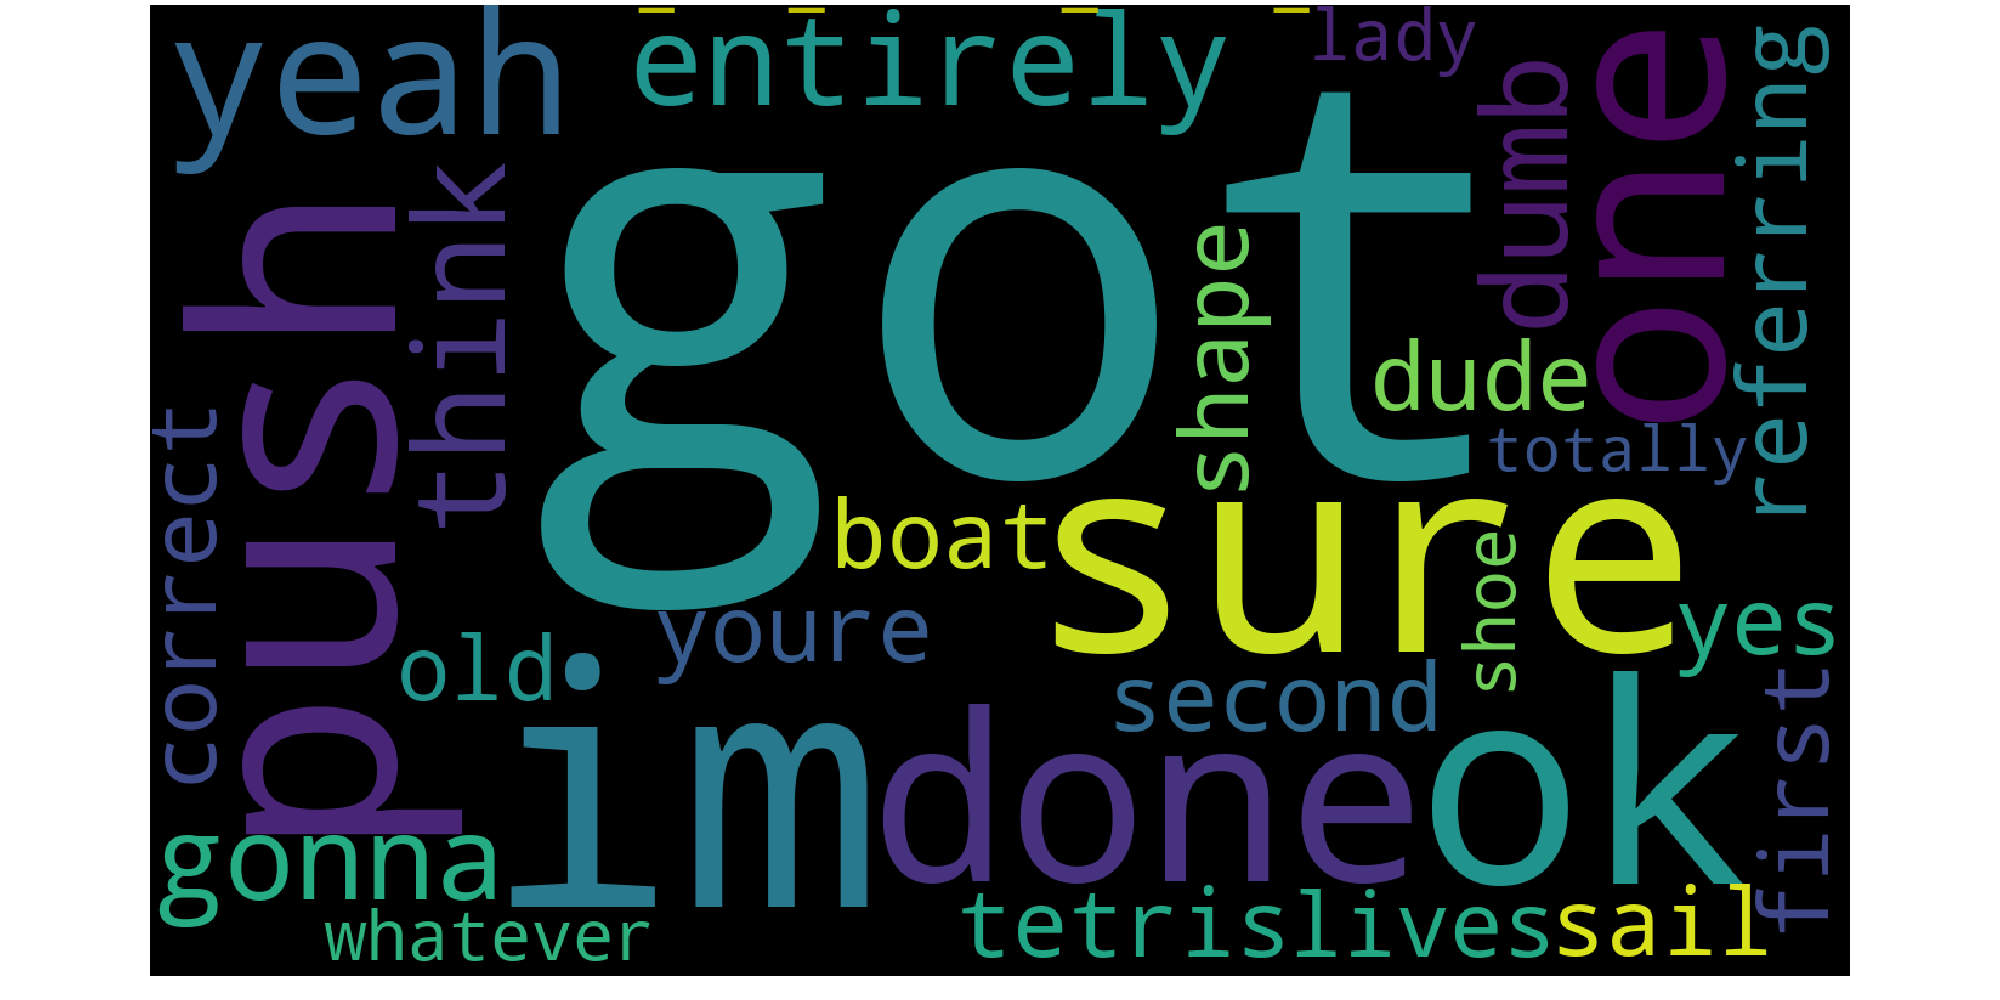 yeah
entirely
lady
got
push
think
dumb
one
referring
shape
dude
totally
correct
boat
sure
shoe
youre
yes
old
second
im
done
ok
first
gonna
whatever
tetrislives
sail